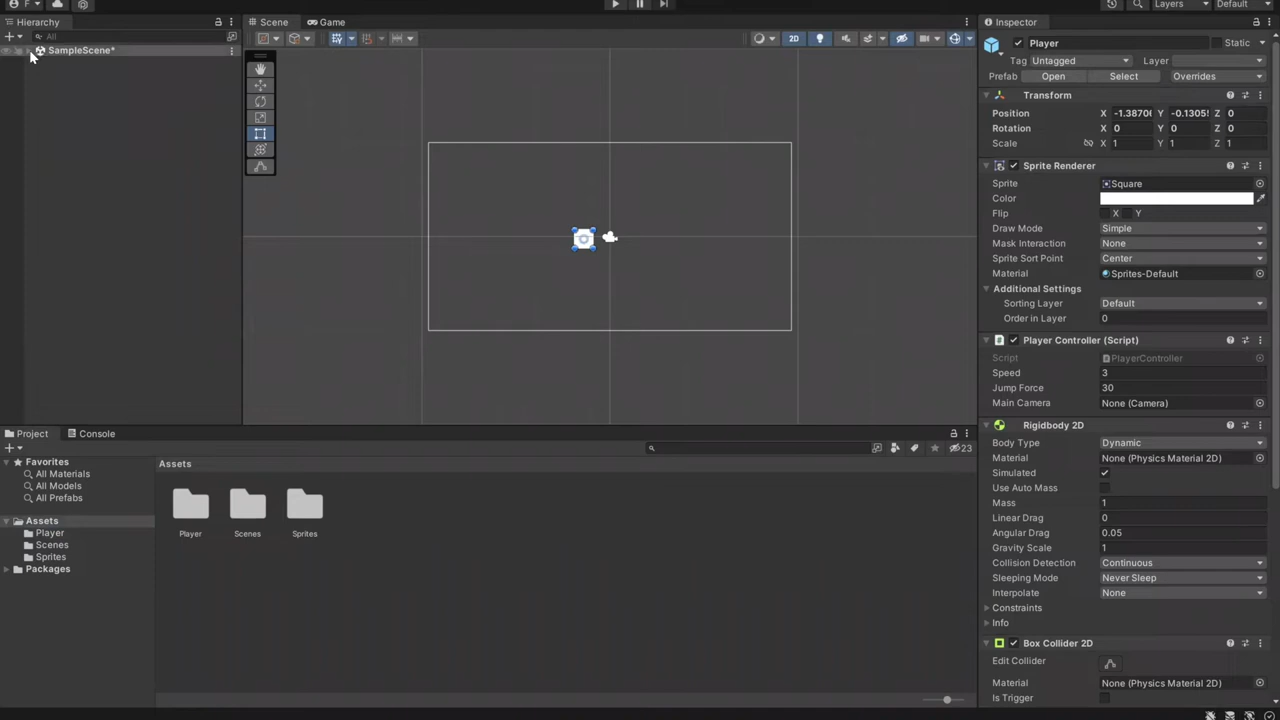 F
Layers
Default
Hierarchy
All
SampleScene*
Scene
Game
2D
Inspector
Player
Static
Tag Untagged
Layer
Prefab Open Select Overrides
Transform
Position X -1.3870 Y -0.1305 Z 0
Rotation X 0 Y 0 Z 0
Scale X 1 Y 1 Z 1
Sprite Renderer
Sprite Square
Color
Flip X Y
Draw Mode Simple
Mask Interaction None
Sprite Sort Point Center
Material Sprites-Default
Additional Settings
Sorting Layer Default
Order in Layer 0
Player Controller (Script)
Script PlayerController
Speed 3
Jump Force 30
Main Camera None (Camera)
Rigidbody 2D
Body Type Dynamic
Material None (Physics Material 2D)
Simulated
Use Auto Mass
Mass 1
Linear Drag 0
Angular Drag 0.05
Gravity Scale 1
Collision Detection Continuous
Sleeping Mode Never Sleep
Interpolate None
Constraints
Info
Box Collider 2D
Edit Collider
Material None (Physics Material 2D)
Is Trigger
Project
Console
23
Favorites
All Materials
All Models
All Prefabs
Assets
Player
Scenes
Sprites
Packages
Assets
Player
Scenes
Sprites